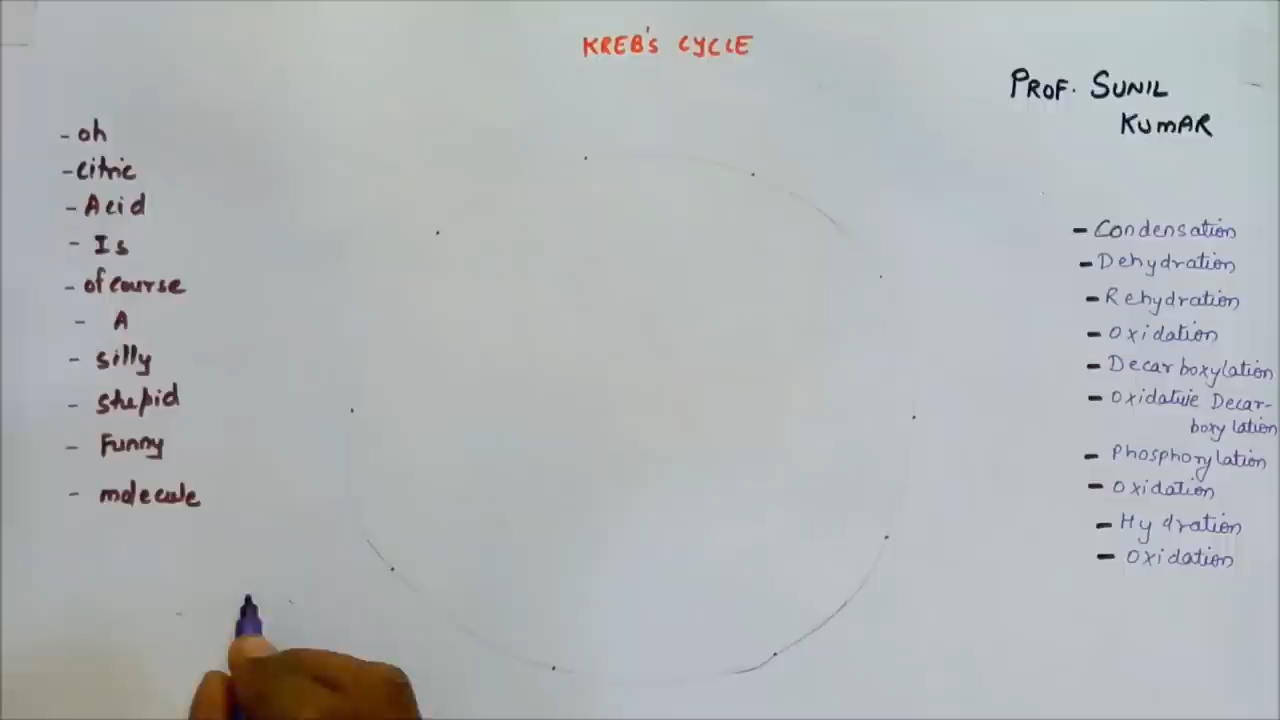 KREB's CYCLE
PROF. SUNIL
KUMAR
- oh
- citric
- Acid
- Is
- of course
- A
- silly
- stupid
- Funny
- molecule
- Condensation
- Dehydration
- Rehydration
- Oxidation
- Decarboxylation
- Oxidative Decar-
boxylation
- Phosphorylation
- Oxidation
- Hydration
- Oxidation